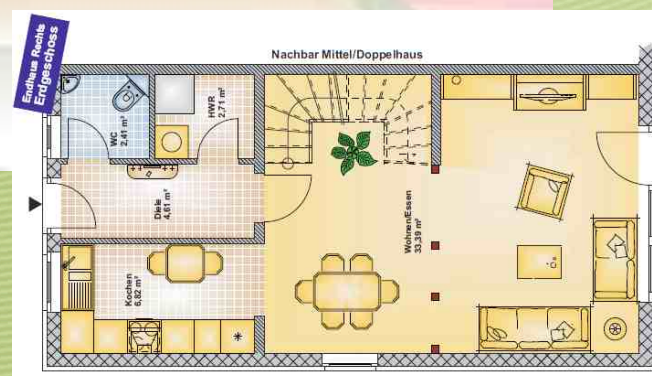 Endhaus Rechts
Erdgeschoss
Nachbar Mittel/Doppelhaus
WC
2,41 m²
HWR
2,71 m²
Diele
4,61 m²
Wohnen/Essen
33,39 m²
Kochen
6,82 m²